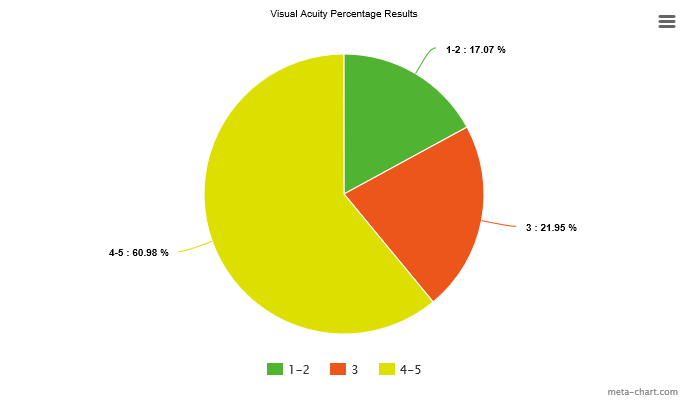 Visual Acuity Percentage Results
1-2 : 17.07 %
3 : 21.95 %
4-5 : 60.98 %
1-2 3 4-5
meta-chart.com